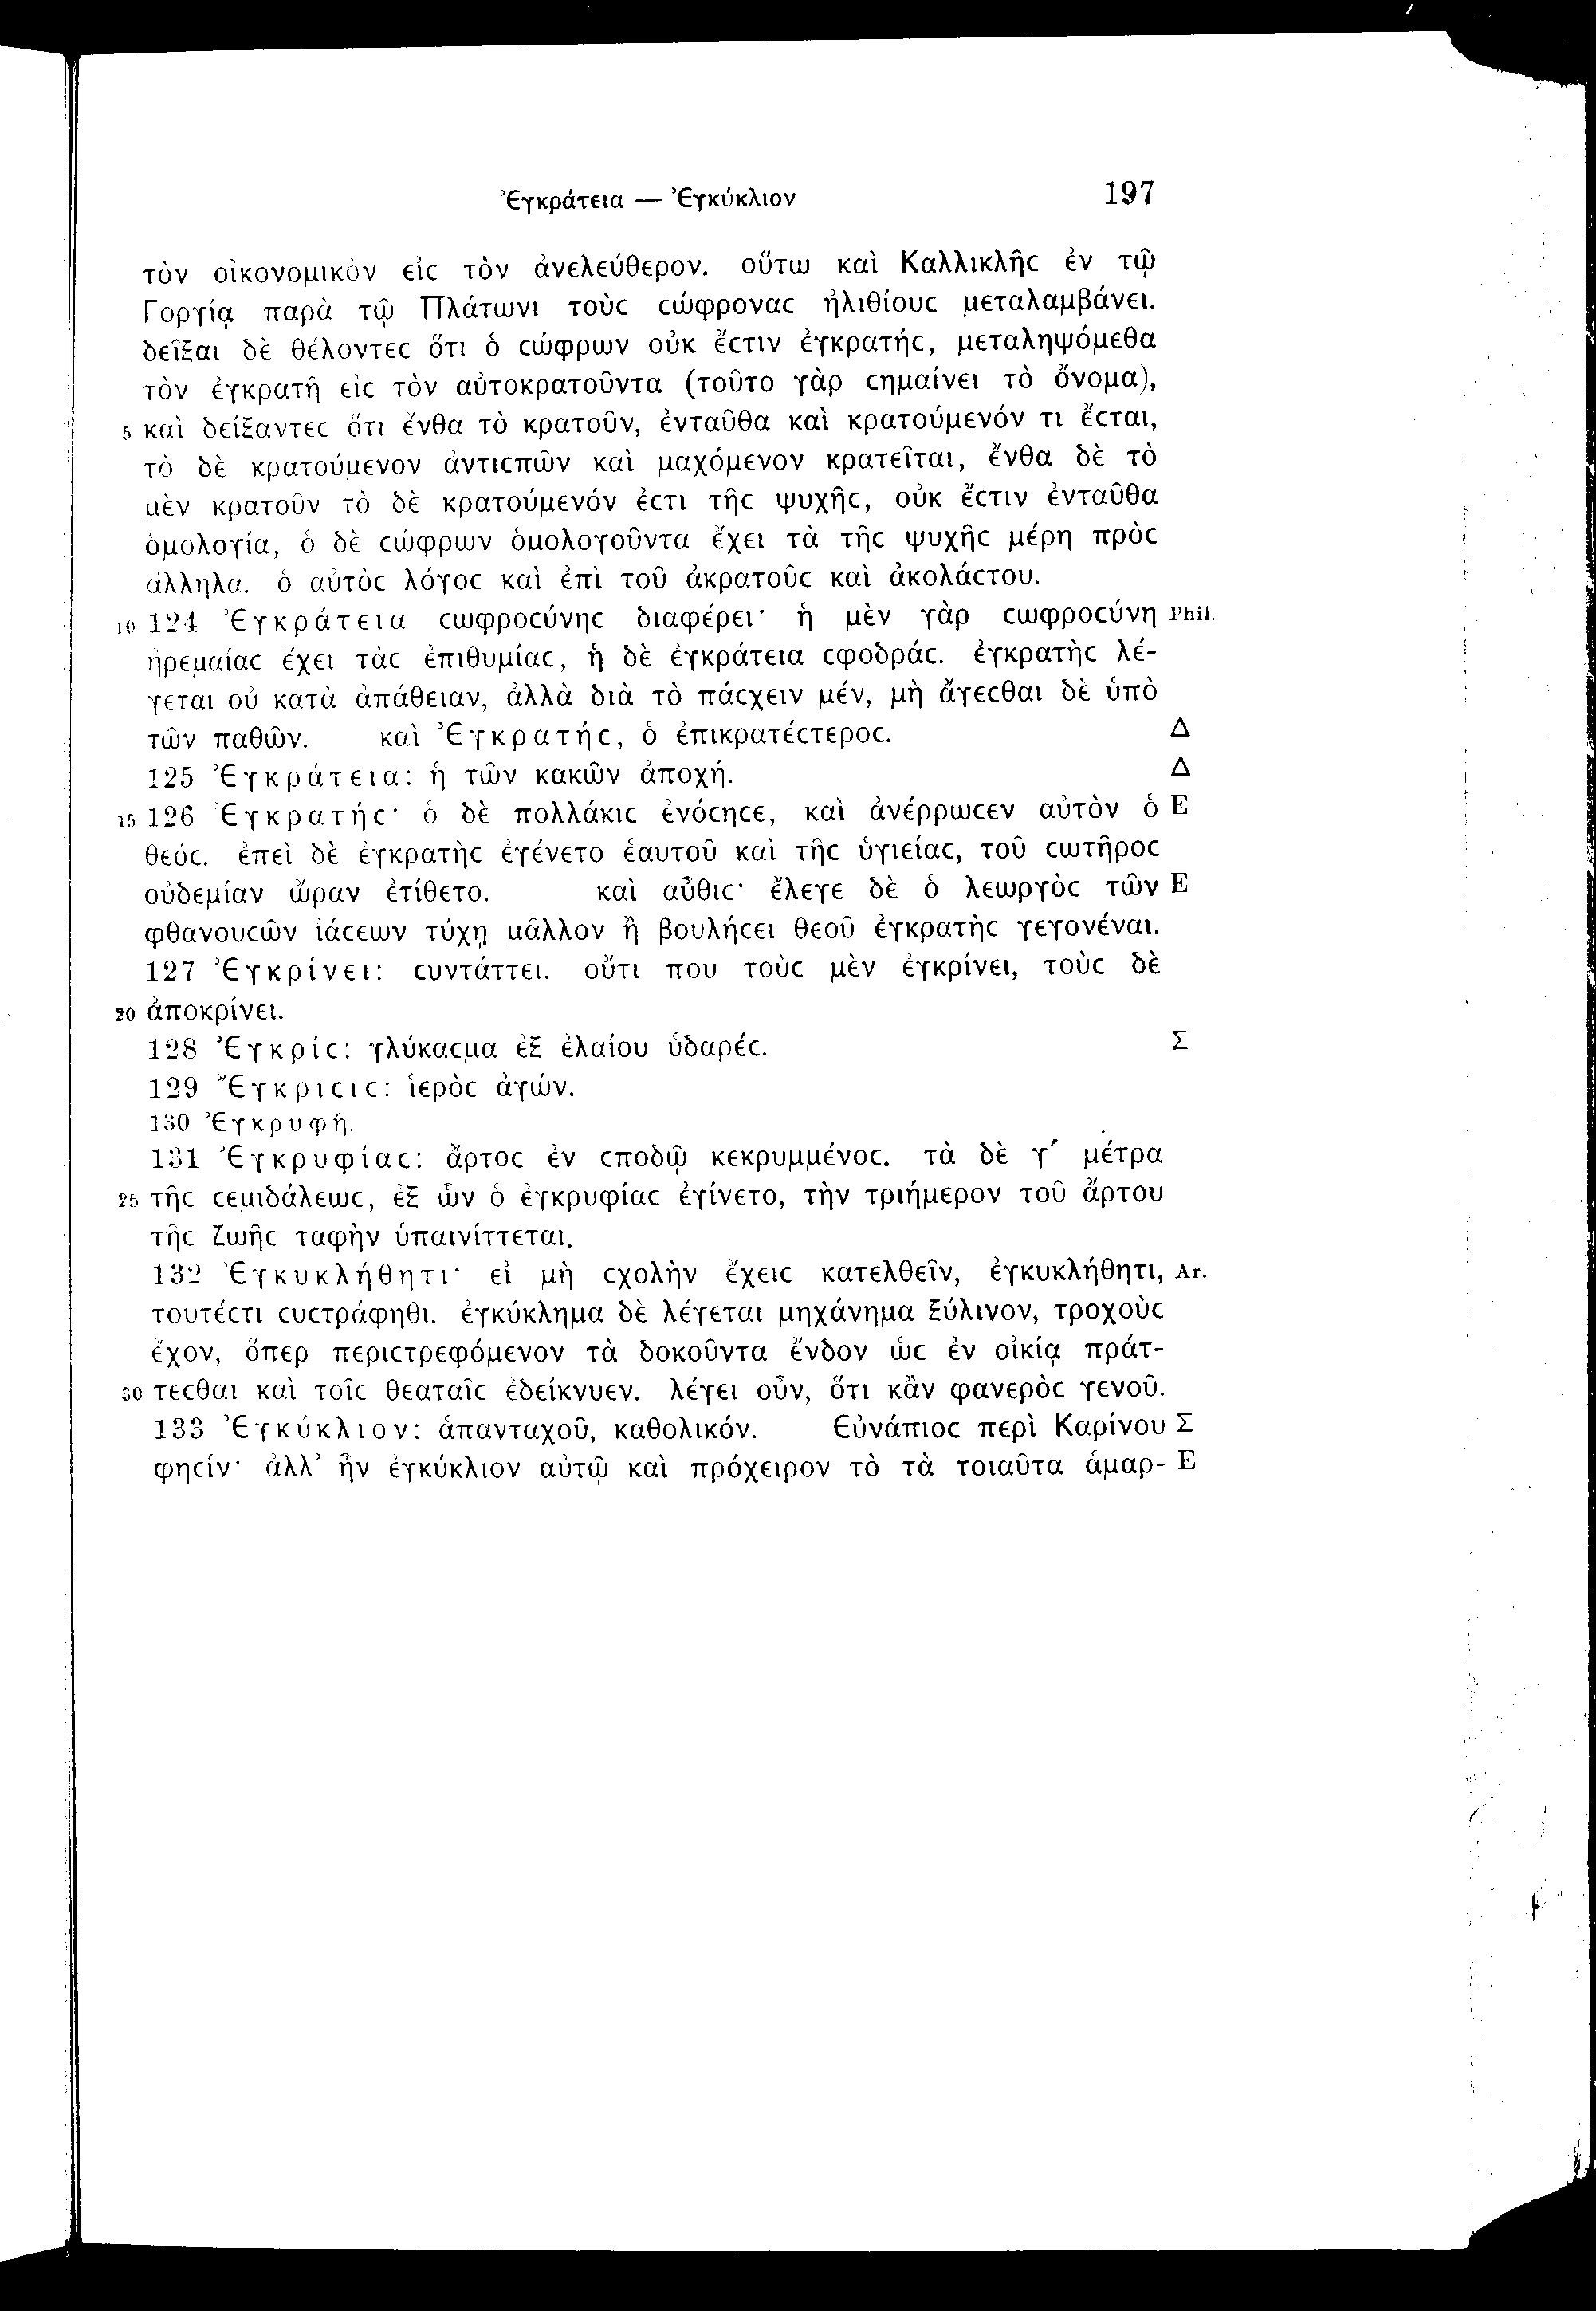 Ἐγκράτεια — Ἐγκύκλιον 197
τὸν οἰκονομικὸν εἰϲ τὸν ἀνελεύθερον. οὕτω καὶ Καλλικλῆϲ ἐν τῷ
Γοργίᾳ παρὰ τῷ Πλάτωνι τοὺϲ ϲώφροναϲ ἠλιθίουϲ μεταλαμβάνει.
δεῖξαι δὲ θέλοντεϲ ὅτι ὁ ϲώφρων οὐκ ἔϲτιν ἐγκρατήϲ, μεταληψόμεθα
τὸν ἐγκρατῆ εἰϲ τὸν αὐτοκρατοῦντα (τοῦτο γὰρ ϲημαίνει τὸ ὄνομα),
5 καὶ δείξαντεϲ ὅτι ἔνθα τὸ κρατοῦν, ἐνταῦθα καὶ κρατούμενόν τι ἔϲται,
τὸ δὲ κρατούμενον ἀντιϲπῶν καὶ μαχόμενον κρατεῖται, ἔνθα δὲ τὸ
μὲν κρατοῦν τὸ δὲ κρατούμενόν ἐϲτι τῆϲ ψυχῆϲ, οὐκ ἔϲτιν ἐνταῦθα
ὁμολογία, ὁ δὲ ϲώφρων ὁμολογοῦντα ἔχει τὰ τῆϲ ψυχῆϲ μέρη πρὸϲ
ἄλληλα. ὁ αὐτὸϲ λόγοϲ καὶ ἐπὶ τοῦ ἀκρατοῦϲ καὶ ἀκολάϲτου.
10 124 Ἐγκράτεια ϲωφροϲύνηϲ διαφέρει· ἡ μὲν γὰρ ϲωφροϲύνη Phil.
ἠρεμαίαϲ ἔχει τὰϲ ἐπιθυμίαϲ, ἡ δὲ ἐγκράτεια ϲφοδράϲ. ἐγκρατὴϲ λέ-
γεται οὐ κατὰ ἀπάθειαν, ἀλλὰ διὰ τὸ πάϲχειν μέν, μὴ ἄγεϲθαι δὲ ὑπὸ
τῶν παθῶν. καὶ Ἐγκρατήϲ, ὁ ἐπικρατέϲτεροϲ. Δ
125 Ἐγκράτεια: ἡ τῶν κακῶν ἀποχή. Δ
15 126 Ἐγκρατήϲ· ὁ δὲ πολλάκιϲ ἐνόϲηϲε, καὶ ἀνέρρωϲεν αὐτὸν ὁ E
θεόϲ. ἐπεὶ δὲ ἐγκρατὴϲ ἐγένετο ἑαυτοῦ καὶ τῆϲ ὑγιείαϲ, τοῦ ϲωτῆροϲ
οὐδεμίαν ὤραν ἐτίθετο. καὶ αὖθιϲ· ἔλεγε δὲ ὁ λεωργὸϲ τῶν E
φθανουϲῶν ἰάϲεων τύχῃ μᾶλλον ἢ βουλήϲει θεοῦ ἐγκρατὴϲ γεγονέναι.
127 Ἐγκρίνει: ϲυντάττει. οὔτι που τοὺϲ μὲν ἐγκρίνει, τοὺϲ δὲ
20 ἀποκρίνει.
128 Ἐγκρίϲ: γλύκαϲμα ἐξ ἐλαίου ὑδαρέϲ. Σ
129 Ἔγκριϲιϲ: ἱερὸϲ ἀγών.
130 Ἐγκρυφῆ.
131 Ἐγκρυφίαϲ: ἄρτοϲ ἐν ϲποδῷ κεκρυμμένοϲ. τὰ δὲ γ´ μέτρα
25 τῆϲ ϲεμιδάλεωϲ, ἐξ ὧν ὁ ἐγκρυφίαϲ ἐγίνετο, τὴν τριήμερον τοῦ ἄρτου
τῆϲ ζωῆϲ ταφὴν ὑπαινίττεται.
132 Ἐγκυκλήθητι· εἰ μὴ ϲχολὴν ἔχειϲ κατελθεῖν, ἐγκυκλήθητι, Ar.
τουτέϲτι ϲυϲτράφηθι. ἐγκύκλημα δὲ λέγεται μηχάνημα ξύλινον, τροχοὺϲ
ἔχον, ὅπερ περιϲτρεφόμενον τὰ δοκοῦντα ἔνδον ὡϲ ἐν οἰκίᾳ πράτ-
30 τεϲθαι καὶ τοῖϲ θεαταῖϲ ἐδείκνυεν. λέγει οὖν, ὅτι κἂν φανερὸϲ γενοῦ.
133 Ἐγκύκλιον: ἁπανταχοῦ, καθολικόν. Εὐνάπιοϲ περὶ Καρίνου Σ
φηϲίν· ἀλλ’ ἦν ἐγκύκλιον αὐτῷ καὶ πρόχειρον τὸ τὰ τοιαῦτα ἁμαρ- E